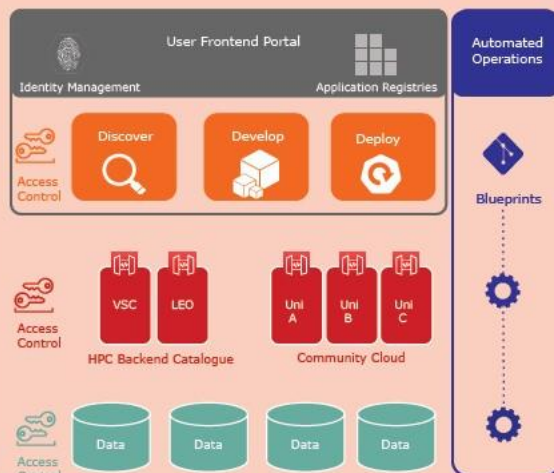 User Frontend Portal
Identity Management
Application Registries
Automated
Operations
Access
Control
Discover
Develop
Deploy
Blueprints
Access
Control
VSC
LEO
Uni
A
Uni
B
Uni
C
HPC Backend Catalogue
Community Cloud
Access
Control
Data
Data
Data
Data